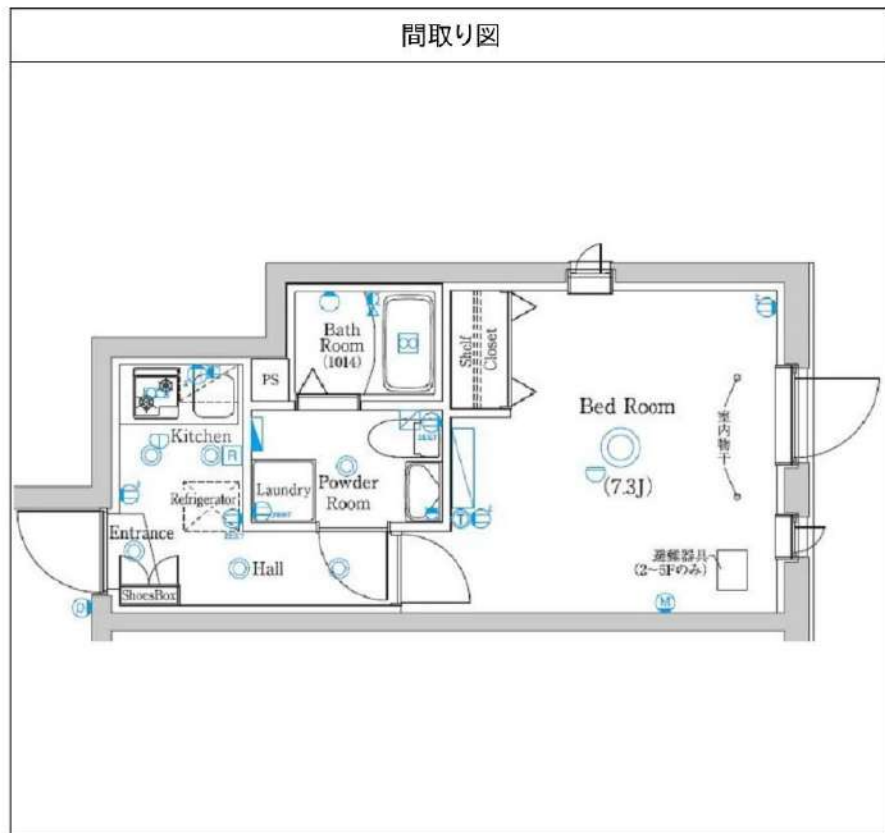 間取り図
Bath
Room
(1014)
PS
Shelf
Closet
Bed Room
(7.3J)
室内物干
Kitchen
R
Refrigerator
Laundry
Powder
Room
Entrance
Hall
ShoesBox
T
避難器具
(2~5Fのみ)
M